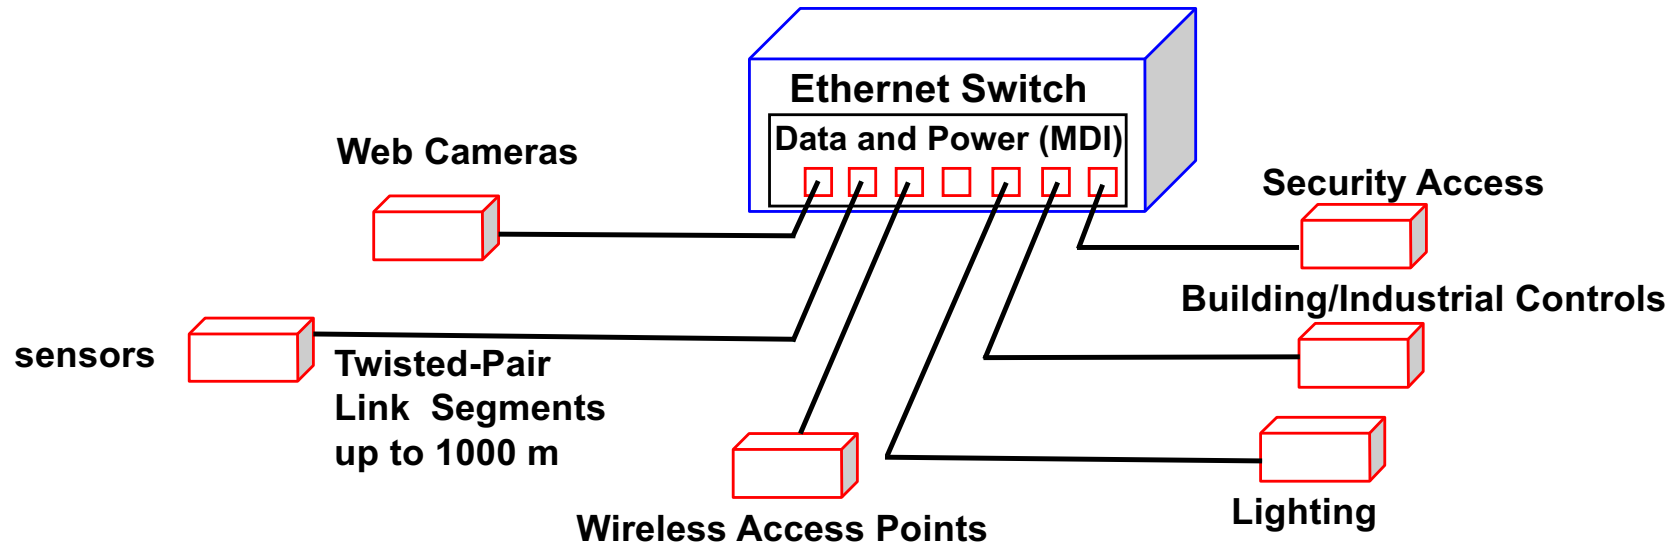 Ethernet Switch
Data and Power (MDI)
Web Cameras
Security Access
Building/Industrial Controls
sensors
Twisted-Pair
Link Segments
up to 1000 m
Lighting
Wireless Access Points